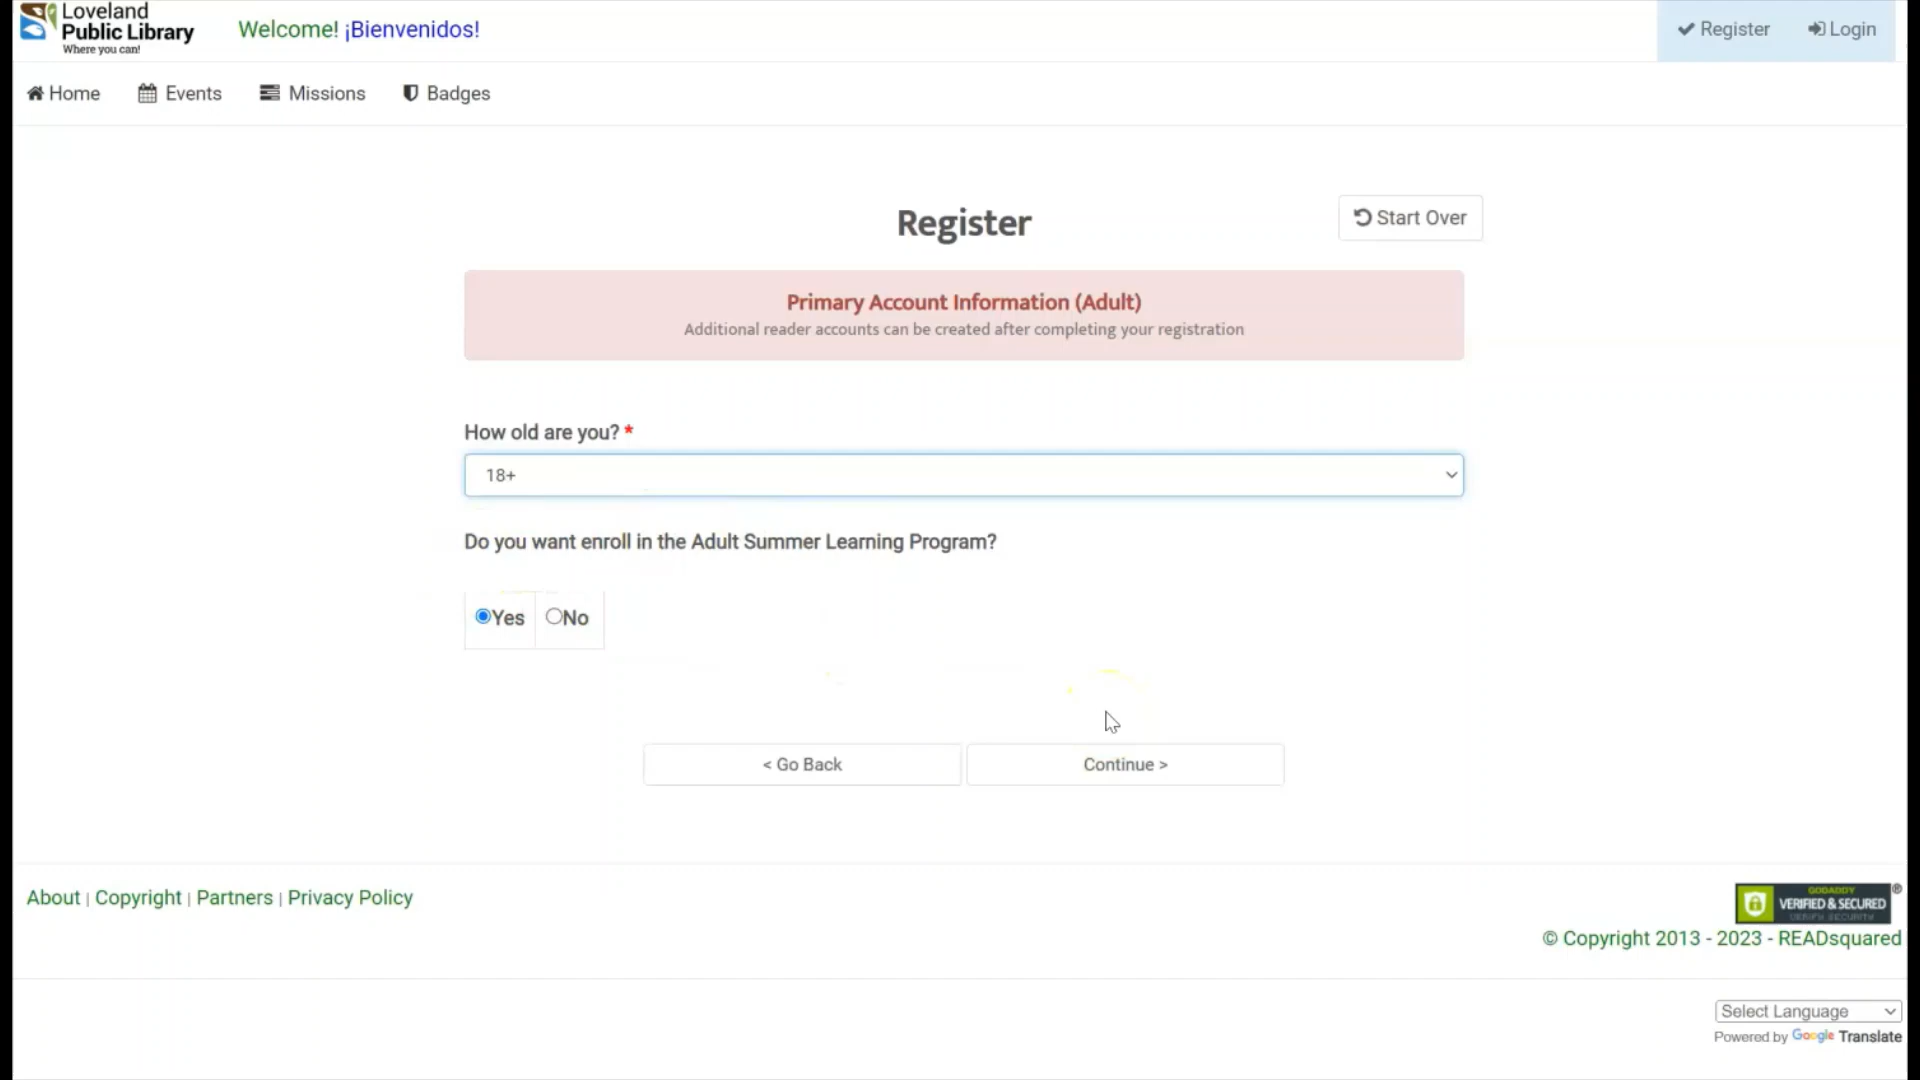 Loveland
Public Library
Where you can!
Welcome! ¡Bienvenidos!
Register
Login
Home
Events
Missions
Badges
Register
Start Over
Primary Account Information (Adult)
Additional reader accounts can be created after completing your registration
How old are you? *
18+
Do you want enroll in the Adult Summer Learning Program?
Yes
No
< Go Back
Continue >
About | Copyright | Partners | Privacy Policy
GODADDY
VERIFIED & SECURED
VERIFY SECURITY
®
© Copyright 2013 - 2023 - READsquared
Select Language
Powered by Google Translate